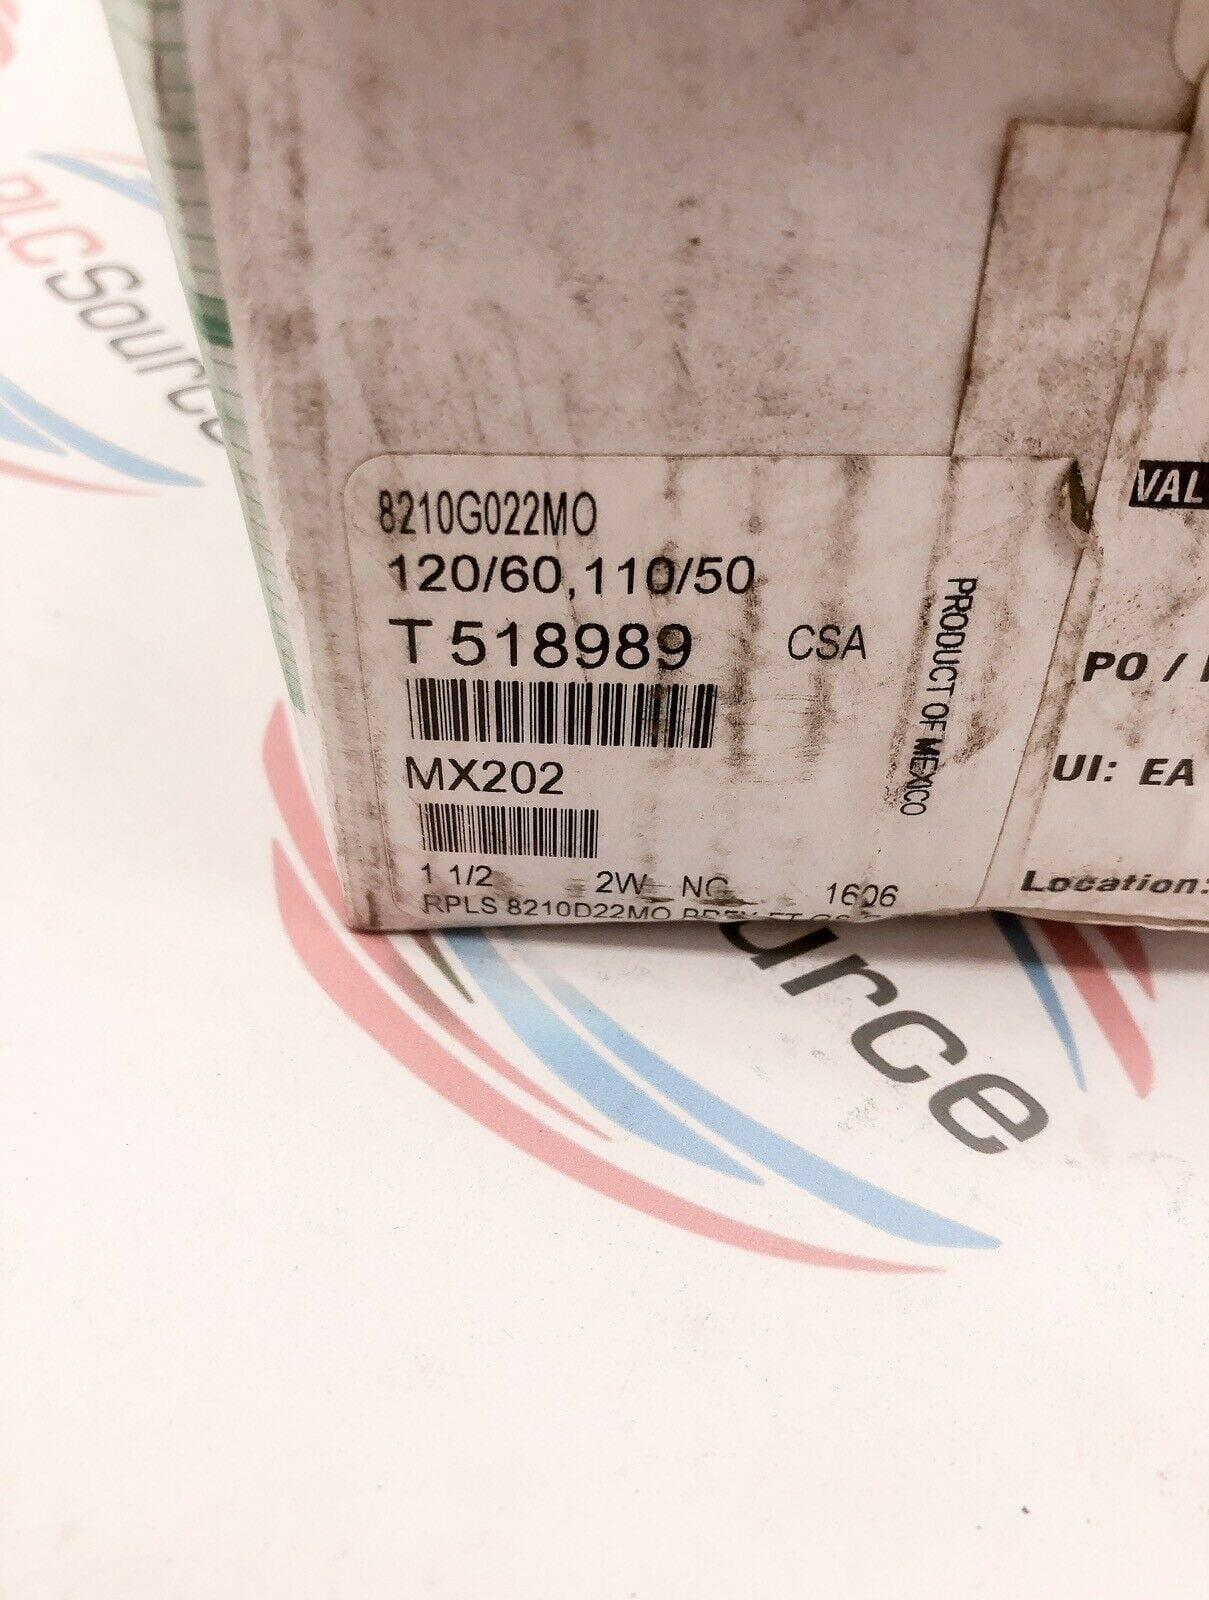 PLCSource
8210G022MO
120/60,110/50
T 518989 CSA
MX202
PRODUCT OF MEXICO
1 1/2 2W NC 1606
RPLS 8210D22MO
VAL
PO /
UI: EA
Location:
urce